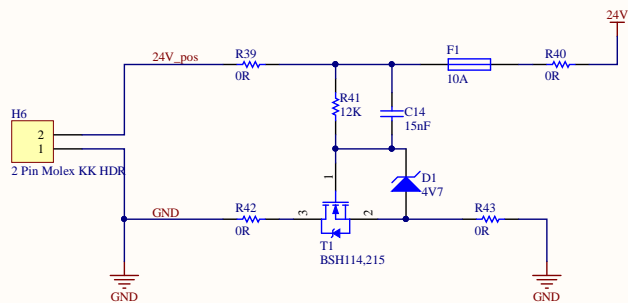 24V
24V_pos
R39
0R
F1
10A
R40
0R
R41
12K
C14
15nF
H6
2
1
2 Pin Molex KK HDR
1
D1
4V7
GND
R42
0R
3
2
R43
0R
T1
BSH114,215
GND
GND